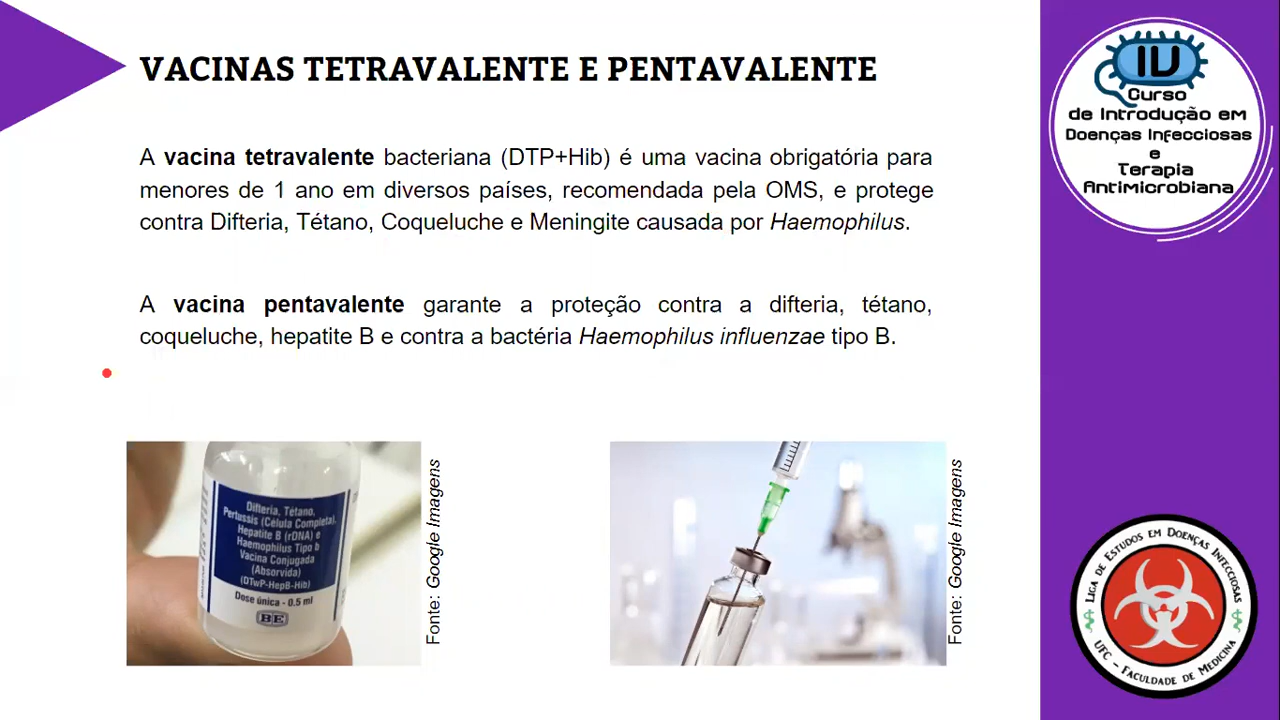 VACINAS TETRAVALENTE E PENTAVALENTE
A vacina tetravalente bacteriana (DTP+Hib) é uma vacina obrigatória para
menores de 1 ano em diversos países, recomendada pela OMS, e protege
contra Difteria, Tétano, Coqueluche e Meningite causada por Haemophilus.
A vacina pentavalente garante a proteção contra a difteria, tétano,
coqueluche, hepatite B e contra a bactéria Haemophilus influenzae tipo B.
Difteria, Tétano,
Pertussis (Célula Completa),
Hepatite B (rDNA) e
Haemophilus Tipo b
Vacina Conjugada
(Absorvida)
(DTwP-HepB-Hib)
Dose única - 0,5 ml
BE
Fonte: Google Imagens
Fonte: Google Imagens
IV
Curso
de Introdução em
Doenças Infecciosas
e
Terapia
Antimicrobiana
LIGA DE ESTUDOS EM DOENÇAS INFECCIOSAS
UFC - FACULDADE DE MEDICINA